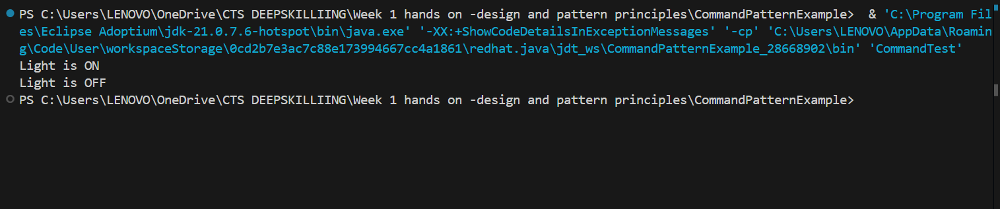 PS C:\Users\LENOVO\OneDrive\CTS DEEPSKILLIING\Week 1 hands on -design and pattern principles\CommandPatternExample>  & 'C:\Program Fil
es\Eclipse Adoptium\jdk-21.0.7.6-hotspot\bin\java.exe' '-XX:+ShowCodeDetailsInExceptionMessages' '-cp' 'C:\Users\LENOVO\AppData\Roamin
g\Code\User\workspaceStorage\0cd2b7e3ac7c88e173994667cc4a1861\redhat.java\jdt_ws\CommandPatternExample_28668902\bin' 'CommandTest'
Light is ON
Light is OFF
PS C:\Users\LENOVO\OneDrive\CTS DEEPSKILLIING\Week 1 hands on -design and pattern principles\CommandPatternExample>